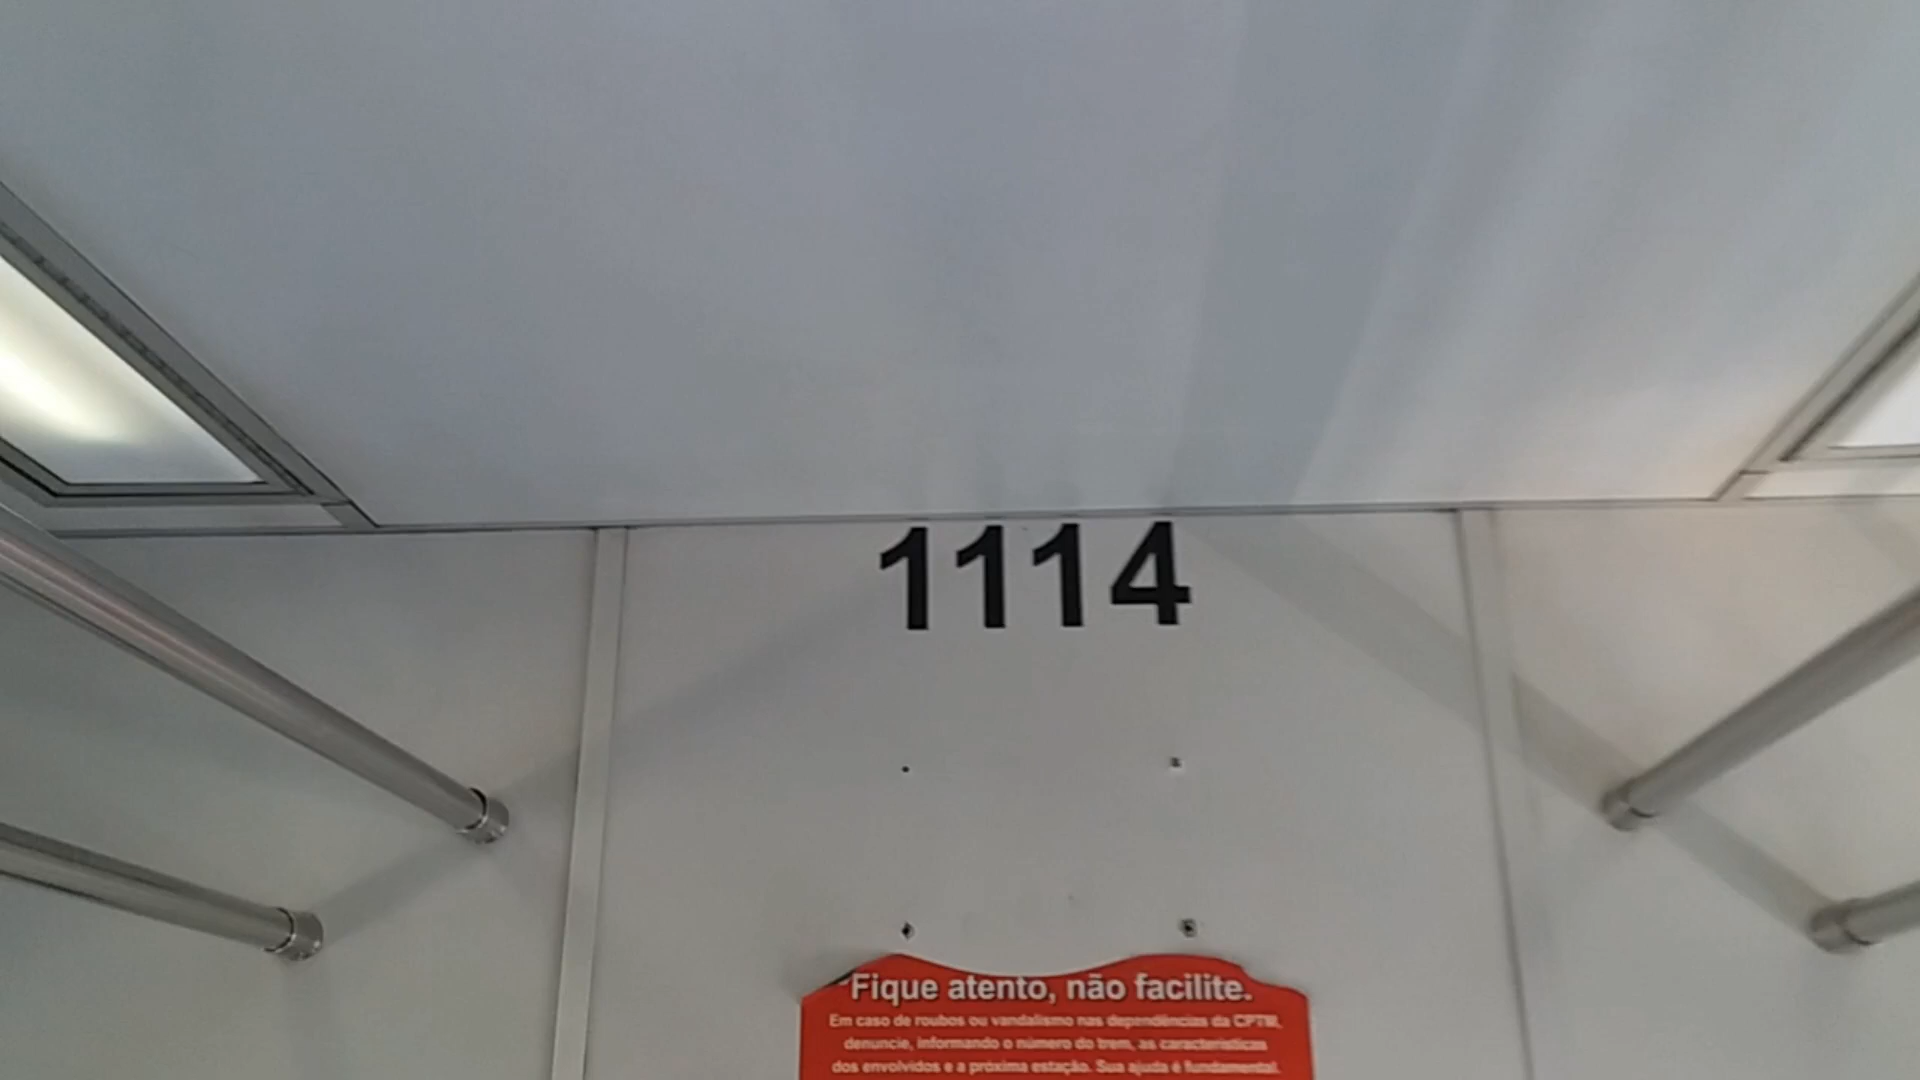 1114
Fique atento, não facilite.
Em caso de roubos ou vandalismo nas dependências da CPTM,
denuncie, informando o número do trem, as características
dos envolvidos e a próxima estação. Sua ajuda é fundamental.